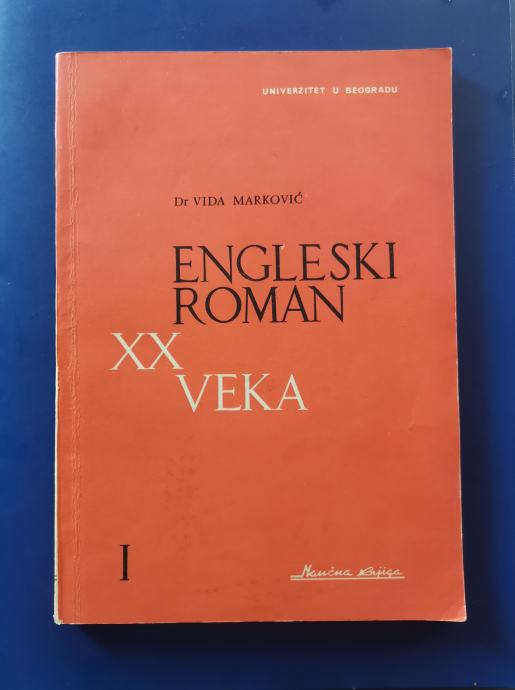 UNIVERZITET U BEOGRADU
Dr VIDA MARKOVIĆ
ENGLESKI
ROMAN
XX
VEKA
I
Naučna knjiga